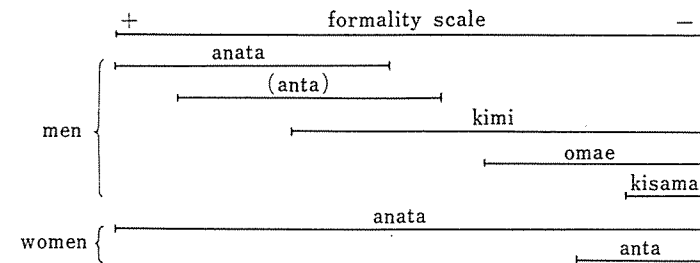 + formality scale −
anata
(anta)
men
kimi
omae
kisama
anata
women
anta